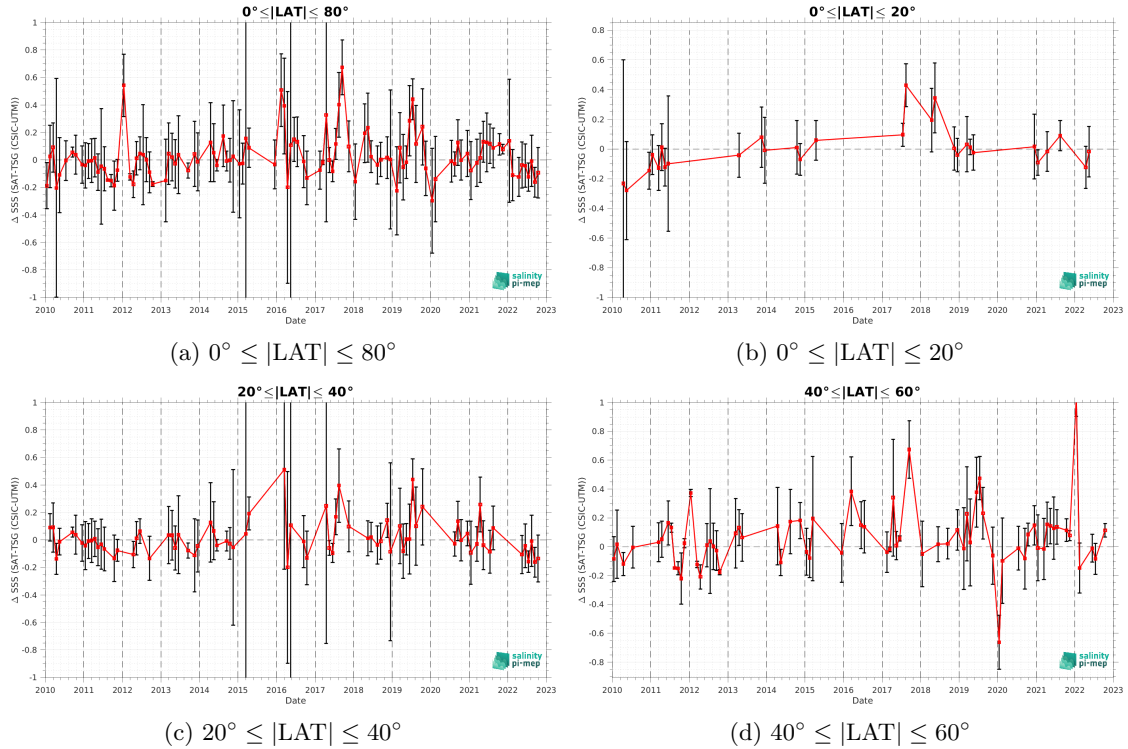 0°≤|LAT|≤ 80°
Δ SSS (SAT-TSG (CSIC-UTM))
1
0.8
0.6
0.4
0.2
0
-0.2
-0.4
-0.6
-0.8
-1
2010 2011 2012 2013 2014 2015 2016 2017 2018 2019 2020 2021 2022 2023
Date
salinity
pi-mep
(a) 0° ≤ |LAT| ≤ 80°
0°≤|LAT|≤ 20°
Δ SSS (SAT-TSG (CSIC-UTM))
0.8
0.6
0.4
0.2
0
-0.2
-0.4
-0.6
-0.8
-1
2010 2011 2012 2013 2014 2015 2016 2017 2018 2019 2020 2021 2022 2023
Date
salinity
pi-mep
(b) 0° ≤ |LAT| ≤ 20°
20°≤|LAT|≤ 40°
Δ SSS (SAT-TSG (CSIC-UTM))
1
0.8
0.6
0.4
0.2
0
-0.2
-0.4
-0.6
-0.8
-1
2010 2011 2012 2013 2014 2015 2016 2017 2018 2019 2020 2021 2022 2023
Date
salinity
pi-mep
(c) 20° ≤ |LAT| ≤ 40°
40°≤|LAT|≤ 60°
Δ SSS (SAT-TSG (CSIC-UTM))
1
0.8
0.6
0.4
0.2
0
-0.2
-0.4
-0.6
-0.8
2010 2011 2012 2013 2014 2015 2016 2017 2018 2019 2020 2021 2022 2023
Date
salinity
pi-mep
(d) 40° ≤ |LAT| ≤ 60°